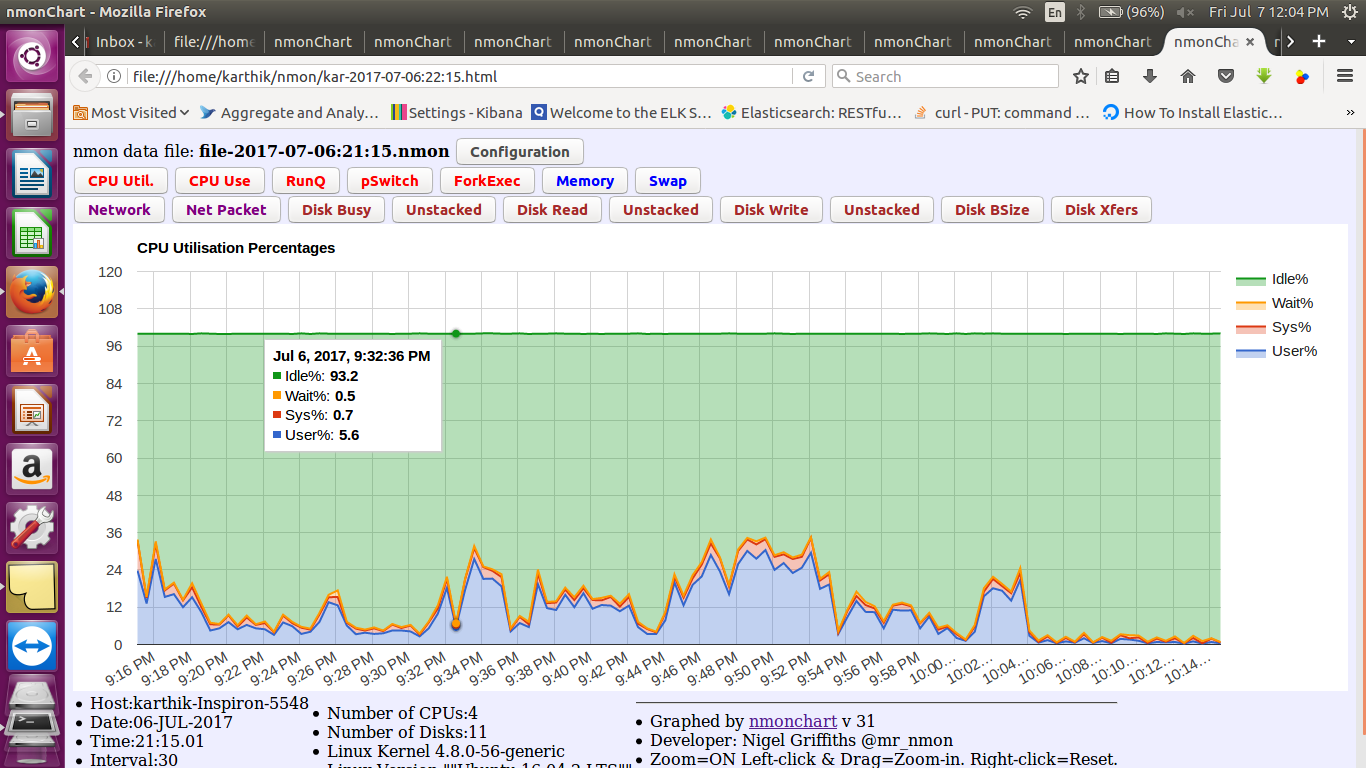 nmonChart - Mozilla Firefox En (96%) Fri Jul 7 12:04 PM
Inbox - k file:///home nmonChart nmonChart nmonChart nmonChart nmonChart nmonChart nmonChart nmonChart nmonChart nmonCha
file:///home/karthik/nmon/kar-2017-07-06:22:15.html Search
Most Visited Aggregate and Analy... Settings - Kibana Welcome to the ELK S... Elasticsearch: RESTfu... curl - PUT: command ... How To Install Elastic... »
nmon data file: file-2017-07-06:21:15.nmon Configuration
CPU Util. CPU Use RunQ pSwitch ForkExec Memory Swap
Network Net Packet Disk Busy Unstacked Disk Read Unstacked Disk Write Unstacked Disk BSize Disk Xfers
CPU Utilisation Percentages
120
108
96
84
72
60
48
36
24
12
0
Idle%
Wait%
Sys%
User%
Jul 6, 2017, 9:32:36 PM
Idle%: 93.2
Wait%: 0.5
Sys%: 0.7
User%: 5.6
9:16 PM 9:18 PM 9:20 PM 9:22 PM 9:24 PM 9:26 PM 9:28 PM 9:30 PM 9:32 PM 9:34 PM 9:36 PM 9:38 PM 9:40 PM 9:42 PM 9:44 PM 9:46 PM 9:48 PM 9:50 PM 9:52 PM 9:54 PM 9:56 PM 9:58 PM 10:00... 10:02... 10:04... 10:06... 10:08... 10:10... 10:12... 10:14...
Host:karthik-Inspiron-5548
Date:06-JUL-2017
Time:21:15.01
Interval:30
Number of CPUs:4
Number of Disks:11
Linux Kernel 4.8.0-56-generic
Graphed by nmonchart v 31
Developer: Nigel Griffiths @mr_nmon
Zoom=ON Left-click & Drag=Zoom-in. Right-click=Reset.